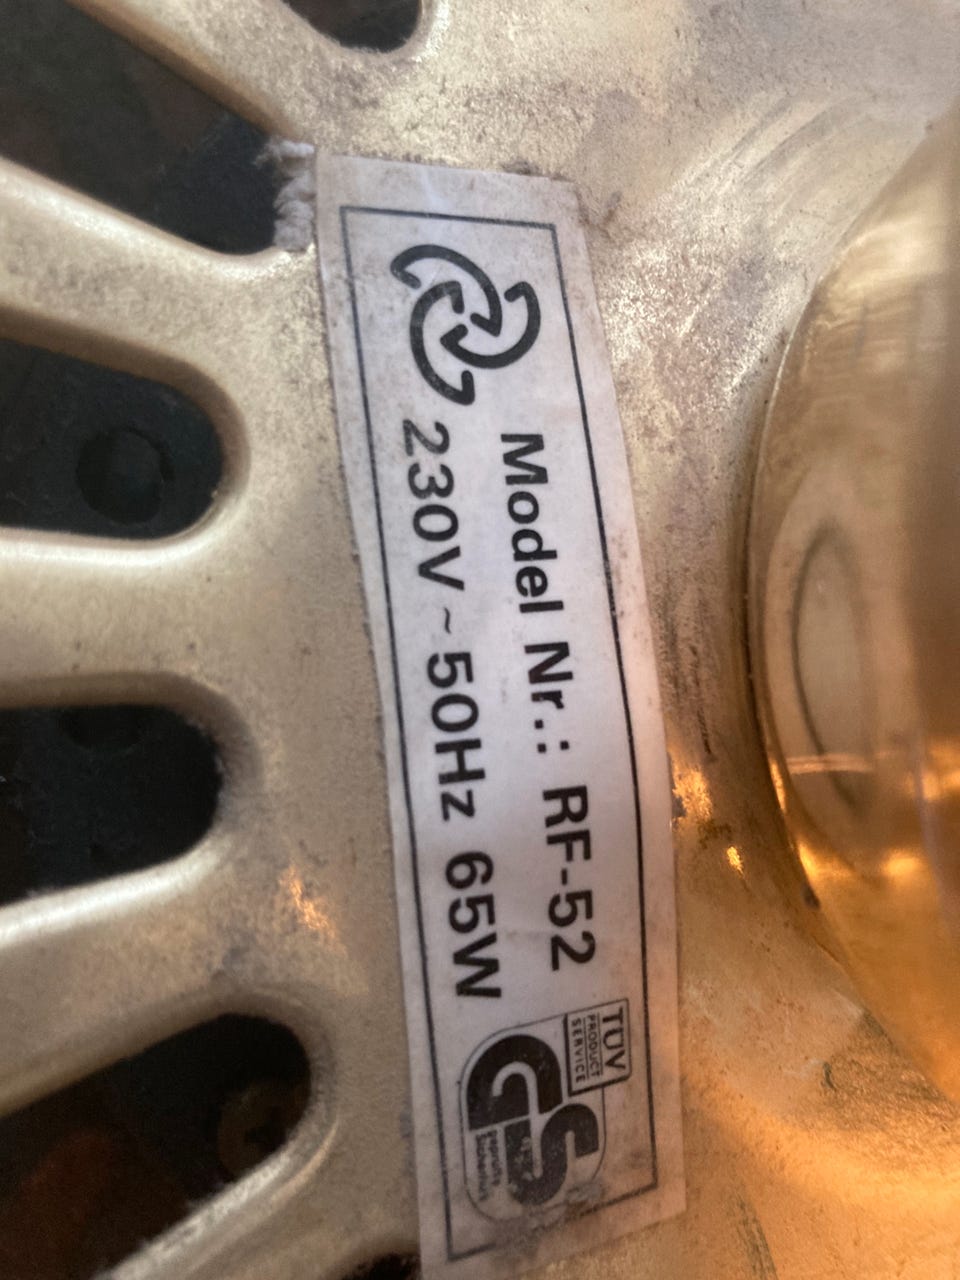 Model Nr.: RF-52
230V ~ 50Hz 65W
TÜV
PRODUCT
SERVICE
GS
geprüfte
Sicherheit